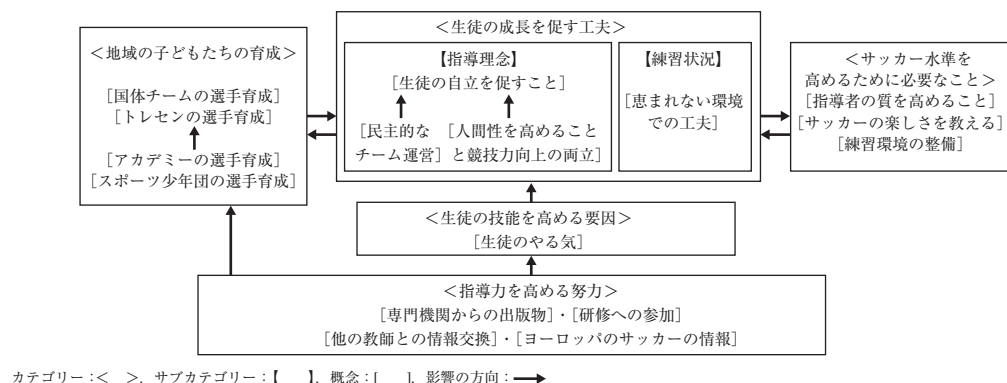 ＜地域の子どもたちの育成＞
［国体チームの選手育成］
［トレセンの選手育成］
［アカデミーの選手育成］
［スポーツ少年団の選手育成］
＜生徒の成長を促す工夫＞
【指導理念】
［生徒の自立を促すこと］
［民主的な
チーム運営］
［人間性を高めること
と競技力向上の両立］
【練習状況】
［恵まれない環境
での工夫］
＜サッカー水準を
高めるために必要なこと＞
［指導者の質を高めること］
［サッカーの楽しさを教える］
［練習環境の整備］
＜生徒の技能を高める要因＞
［生徒のやる気］
＜指導力を高める努力＞
［専門機関からの出版物］・［研修への参加］
［他の教師との情報交換］・［ヨーロッパのサッカーの情報］
カテゴリー：＜　＞，サブカテゴリー：【　　】，概念：［　　］，影響の方向：